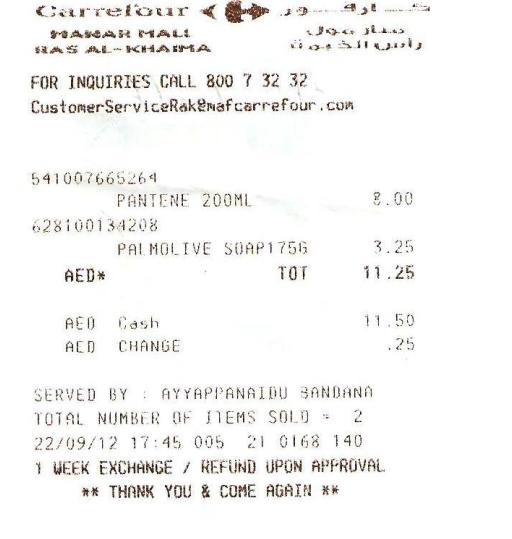 Carrefour كارفور
MANAR MALL منار مول
RAS AL-KHAIMA رأس الخيمة
FOR INQUIRIES CALL 800 7 32 32
CustomerServiceRak@mafcarrefour.com
541007665264
PANTENE 200ML 8.00
628100134208
PALMOLIVE SOAP175G 3.25
AED* TOT 11.25
AED Cash 11.50
AED CHANGE .25
SERVED BY : AYYAPPANAIDU BANDANA
TOTAL NUMBER OF ITEMS SOLD = 2
22/09/12 17:45 005 21 0168 140
1 WEEK EXCHANGE / REFUND UPON APPROVAL
** THANK YOU & COME AGAIN **